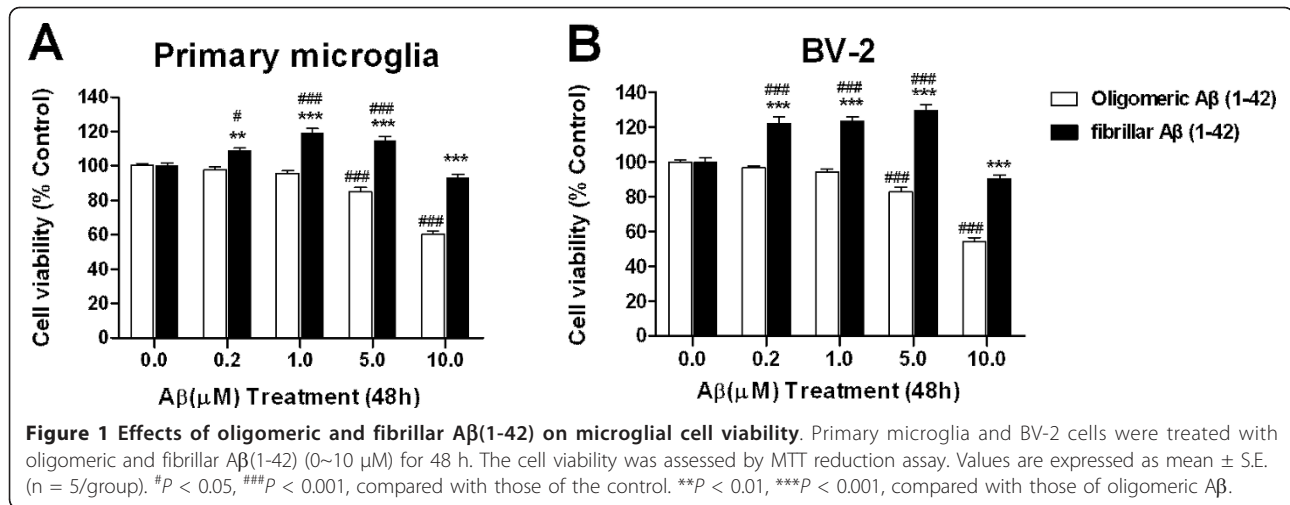 A
Primary microglia
Cell viability (% Control)
140
120
100
80
60
40
20
0
#
**
###
***
###
***
###
***
###
0.0 0.2 1.0 5.0 10.0
Aβ(μM) Treatment (48h)
B
BV-2
Cell viability (% Control)
140
120
100
80
60
40
20
0
###
***
###
***
###
***
###
***
###
0.0 0.2 1.0 5.0 10.0
Aβ(μM) Treatment (48h)
Oligomeric Aβ (1-42)
fibrillar Aβ (1-42)
Figure 1 Effects of oligomeric and fibrillar Aβ(1-42) on microglial cell viability. Primary microglia and BV-2 cells were treated with
oligomeric and fibrillar Aβ(1-42) (0~10 μM) for 48 h. The cell viability was assessed by MTT reduction assay. Values are expressed as mean ± S.E.
(n = 5/group). #P < 0.05, ###P < 0.001, compared with those of the control. **P < 0.01, ***P < 0.001, compared with those of oligomeric Aβ.